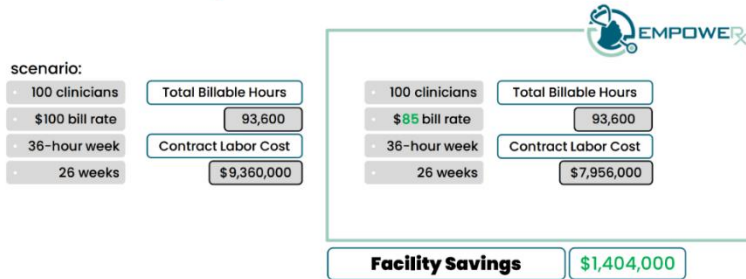 EMPOWERx
scenario:
100 clinicians
Total Billable Hours
$100 bill rate
93,600
36-hour week
Contract Labor Cost
26 weeks
$9,360,000
100 clinicians
Total Billable Hours
$85 bill rate
93,600
36-hour week
Contract Labor Cost
26 weeks
$7,956,000
Facility Savings
$1,404,000